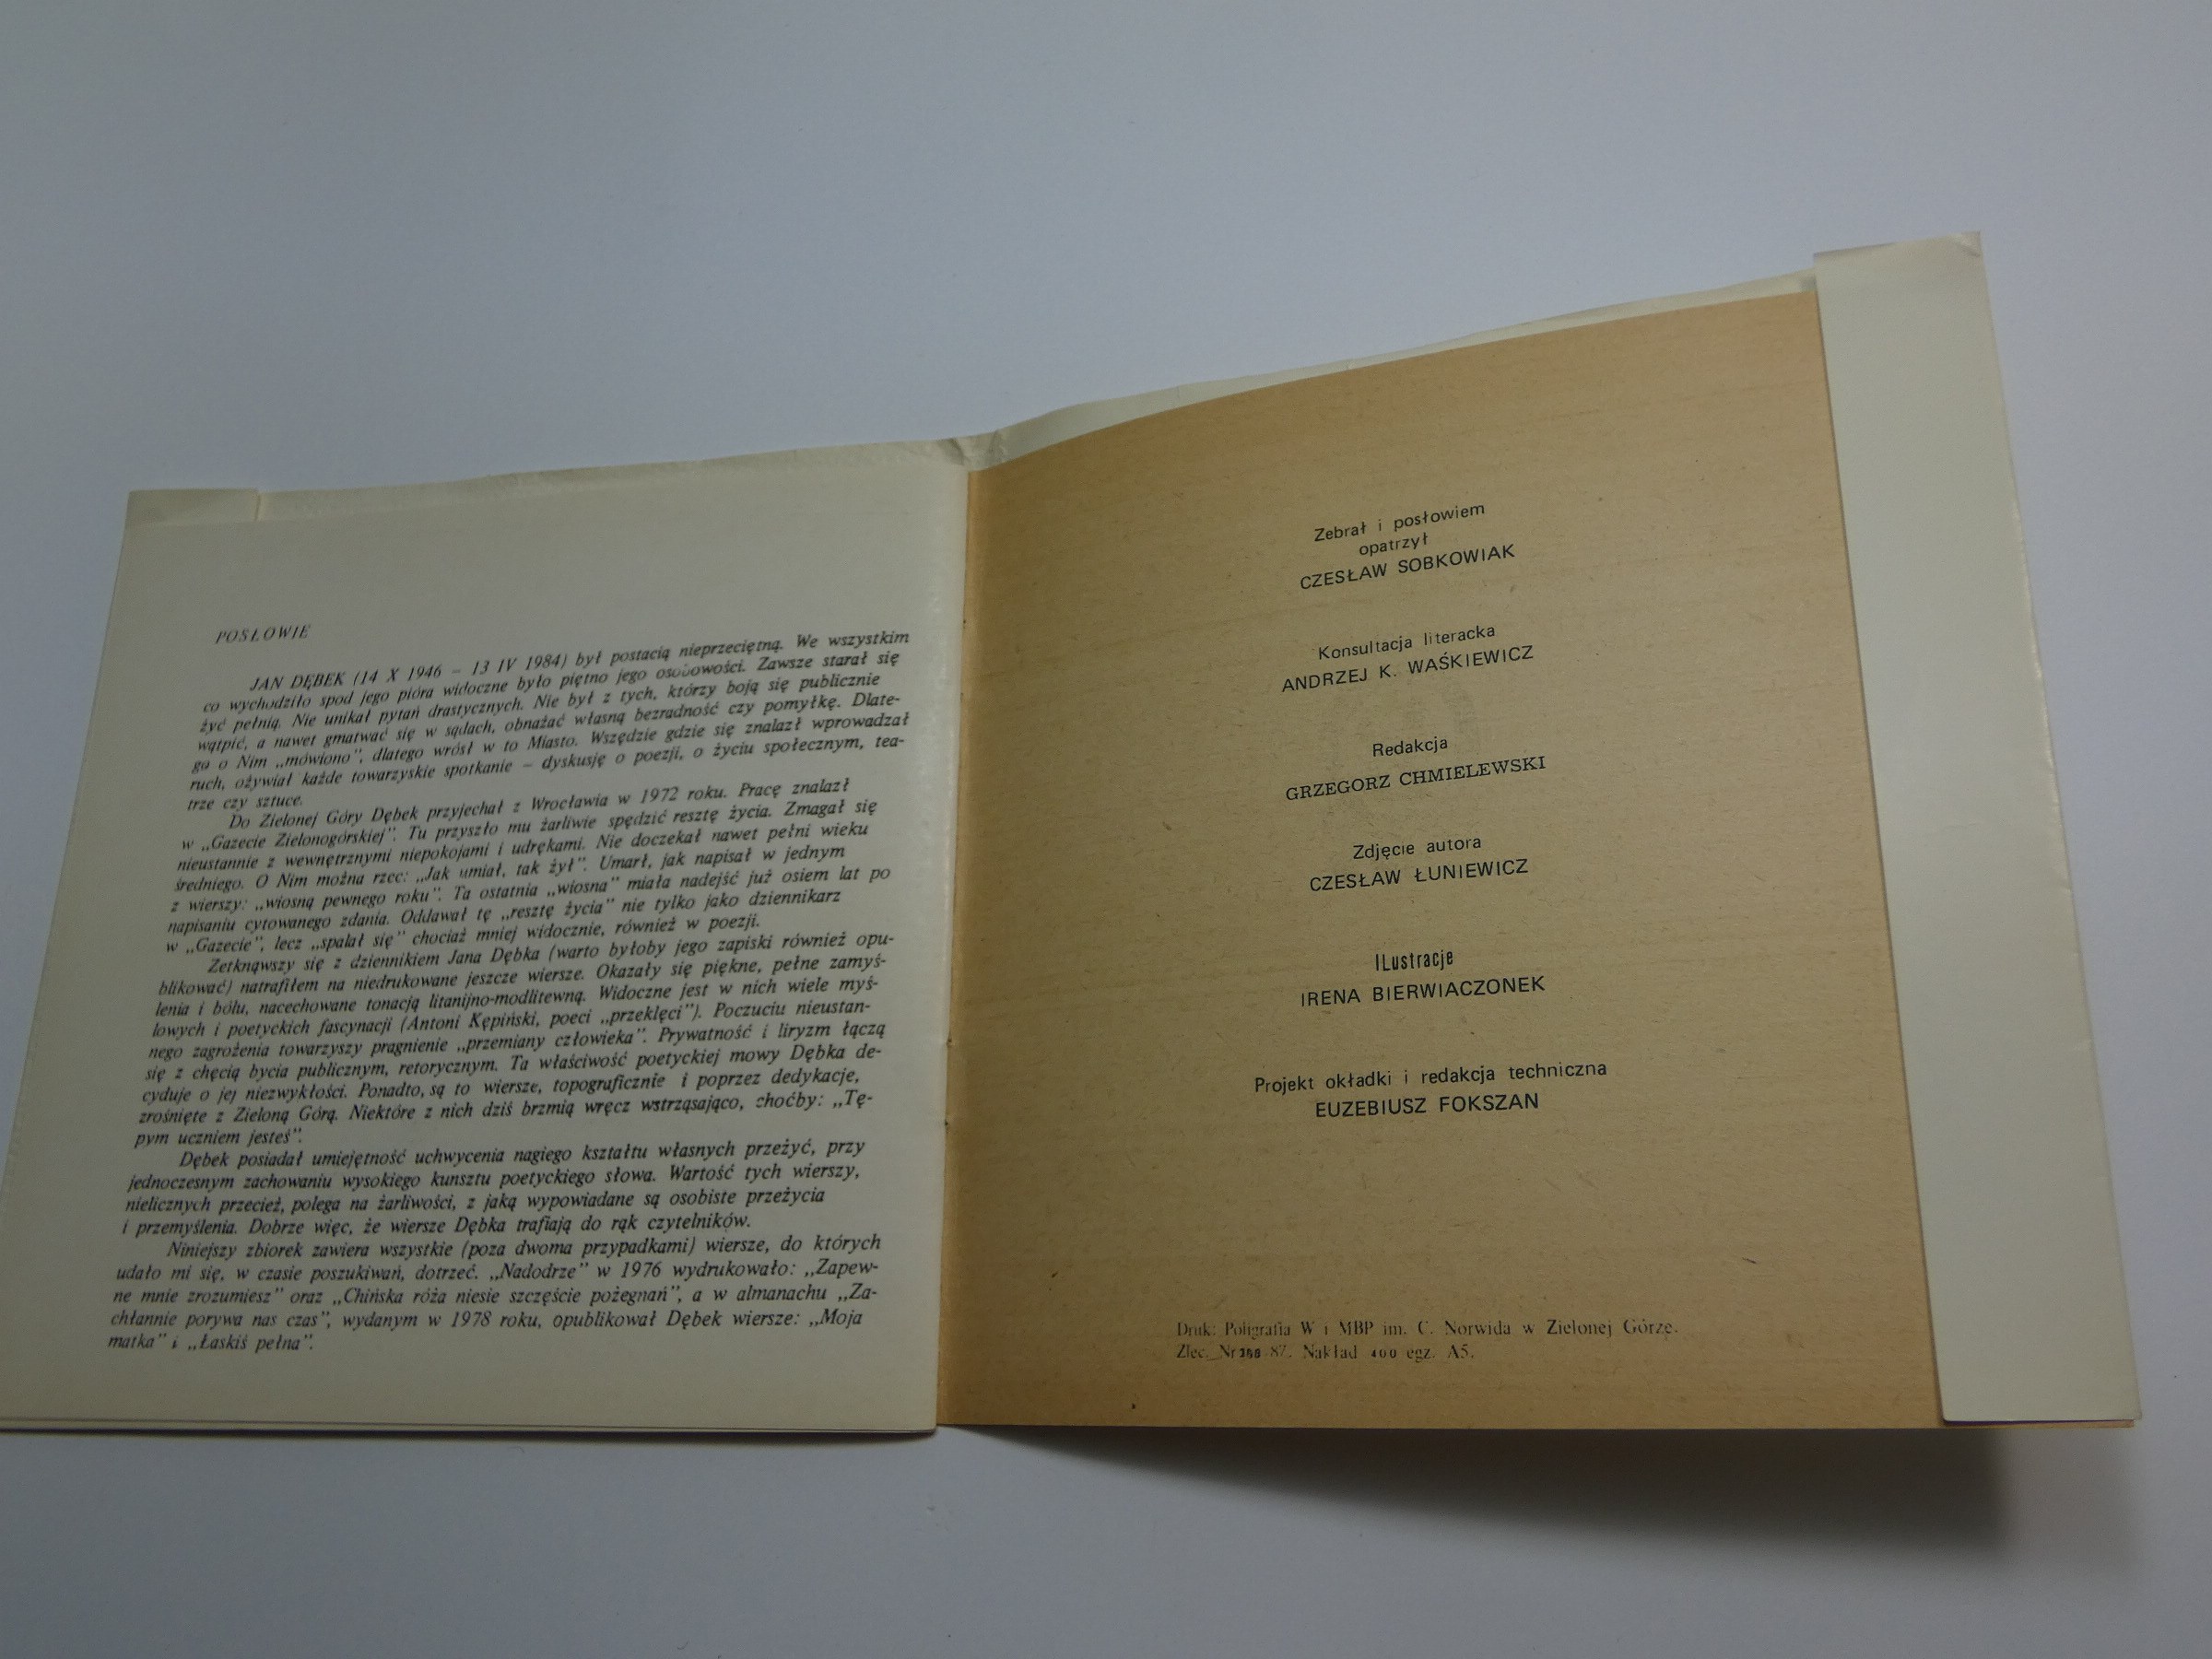 POSŁOWIE
JAN DĘBEK (14 X 1946 – 13 IV 1984) był postacią nieprzeciętną. We wszystkim
co wychodziło spod jego pióra widoczne było piętno jego osobowości. Zawsze starał się
żyć pełnią. Nie unikał pytań drastycznych. Nie był z tych, którzy boją się publicznie
wątpić, a nawet gmatwać się w sądach, obnażać własną bezradność czy pomyłkę. Dlate-
go o Nim „mówiono”, dlatego wrósł w to Miasto. Wszędzie gdzie się znalazł wprowadzał
ruch, ożywiał każde towarzyskie spotkanie – dyskusję o poezji, o życiu społecznym, tea-
trze czy sztuce.
Do Zielonej Góry Dębek przyjechał z Wrocławia w 1972 roku. Pracę znalazł
w „Gazecie Zielonogórskiej”. Tu przyszło mu żarliwie spędzić resztę życia. Zmagał się
nieustannie z wewnętrznymi niepokojami i udrękami. Nie doczekał nawet pełni wieku
średniego. O Nim można rzec: „Jak umiał, tak żył”. Umarł, jak napisał w jednym
z wierszy: „wiosną pewnego roku”. Ta ostatnia „wiosna” miała nadejść już osiem lat po
napisaniu cytowanego zdania. Oddawał tę „resztę życia” nie tylko jako dziennikarz
w „Gazecie”, lecz „spalał się” chociaż mniej widocznie, również w poezji.
Zetknąwszy się z dziennikiem Jana Dębka (warto byłoby jego zapiski również opu-
blikować) natrafiłem na niedrukowane jeszcze wiersze. Okazały się piękne, pełne zamyś-
lenia i bólu, nacechowane tonacją litanijno-modlitewną. Widoczne jest w nich wiele myś-
lowych i poetyckich fascynacji (Antoni Kępiński, poeci „przeklęci”). Poczuciu nieustan-
nego zagrożenia towarzyszy pragnienie „przemiany człowieka”. Prywatność i liryzm łączą
się z chęcią bycia publicznym, retorycznym. Ta właściwość poetyckiej mowy Dębka de-
cyduje o jej niezwykłości. Ponadto, są to wiersze, topograficznie i poprzez dedykacje,
zrośnięte z Zieloną Górą. Niektóre z nich dziś brzmią wręcz wstrząsająco, choćby: „Tę-
pym uczniem jesteś”.
Dębek posiadał umiejętność uchwycenia nagiego kształtu własnych przeżyć, przy
jednoczesnym zachowaniu wysokiego kunsztu poetyckiego słowa. Wartość tych wierszy,
nielicznych przecież, polega na żarliwości, z jaką wypowiadane są osobiste przeżycia
i przemyślenia. Dobrze więc, że wiersze Dębka trafiają do rąk czytelników.
Niniejszy zbiorek zawiera wszystkie (poza dwoma przypadkami) wiersze, do których
udało mi się, w czasie poszukiwań, dotrzeć. „Nadodrze” w 1976 wydrukowało: „Zapew-
ne mnie zrozumiesz” oraz „Chińska róża niesie szczęście pożegnań”, a w almanachu „Za-
chłannie porywa nas czas”, wydanym w 1978 roku, opublikował Dębek wiersze: „Moja
matka” i „Łaskiś pełna”.
Zebrał i posłowiem
opatrzył
CZESŁAW SOBKOWIAK
Konsultacja literacka
ANDRZEJ K. WAŚKIEWICZ
Redakcja
GRZEGORZ CHMIELEWSKI
Zdjęcie autora
CZESŁAW ŁUNIEWICZ
ILustracje
IRENA BIERWIACZONEK
Projekt okładki i redakcja techniczna
EUZEBIUSZ FOKSZAN
Druk: Poligrafia W i MBP im. C. Norwida w Zielonej Górze.
Zlec. Nr 87. Nakład 400 egz. A5.